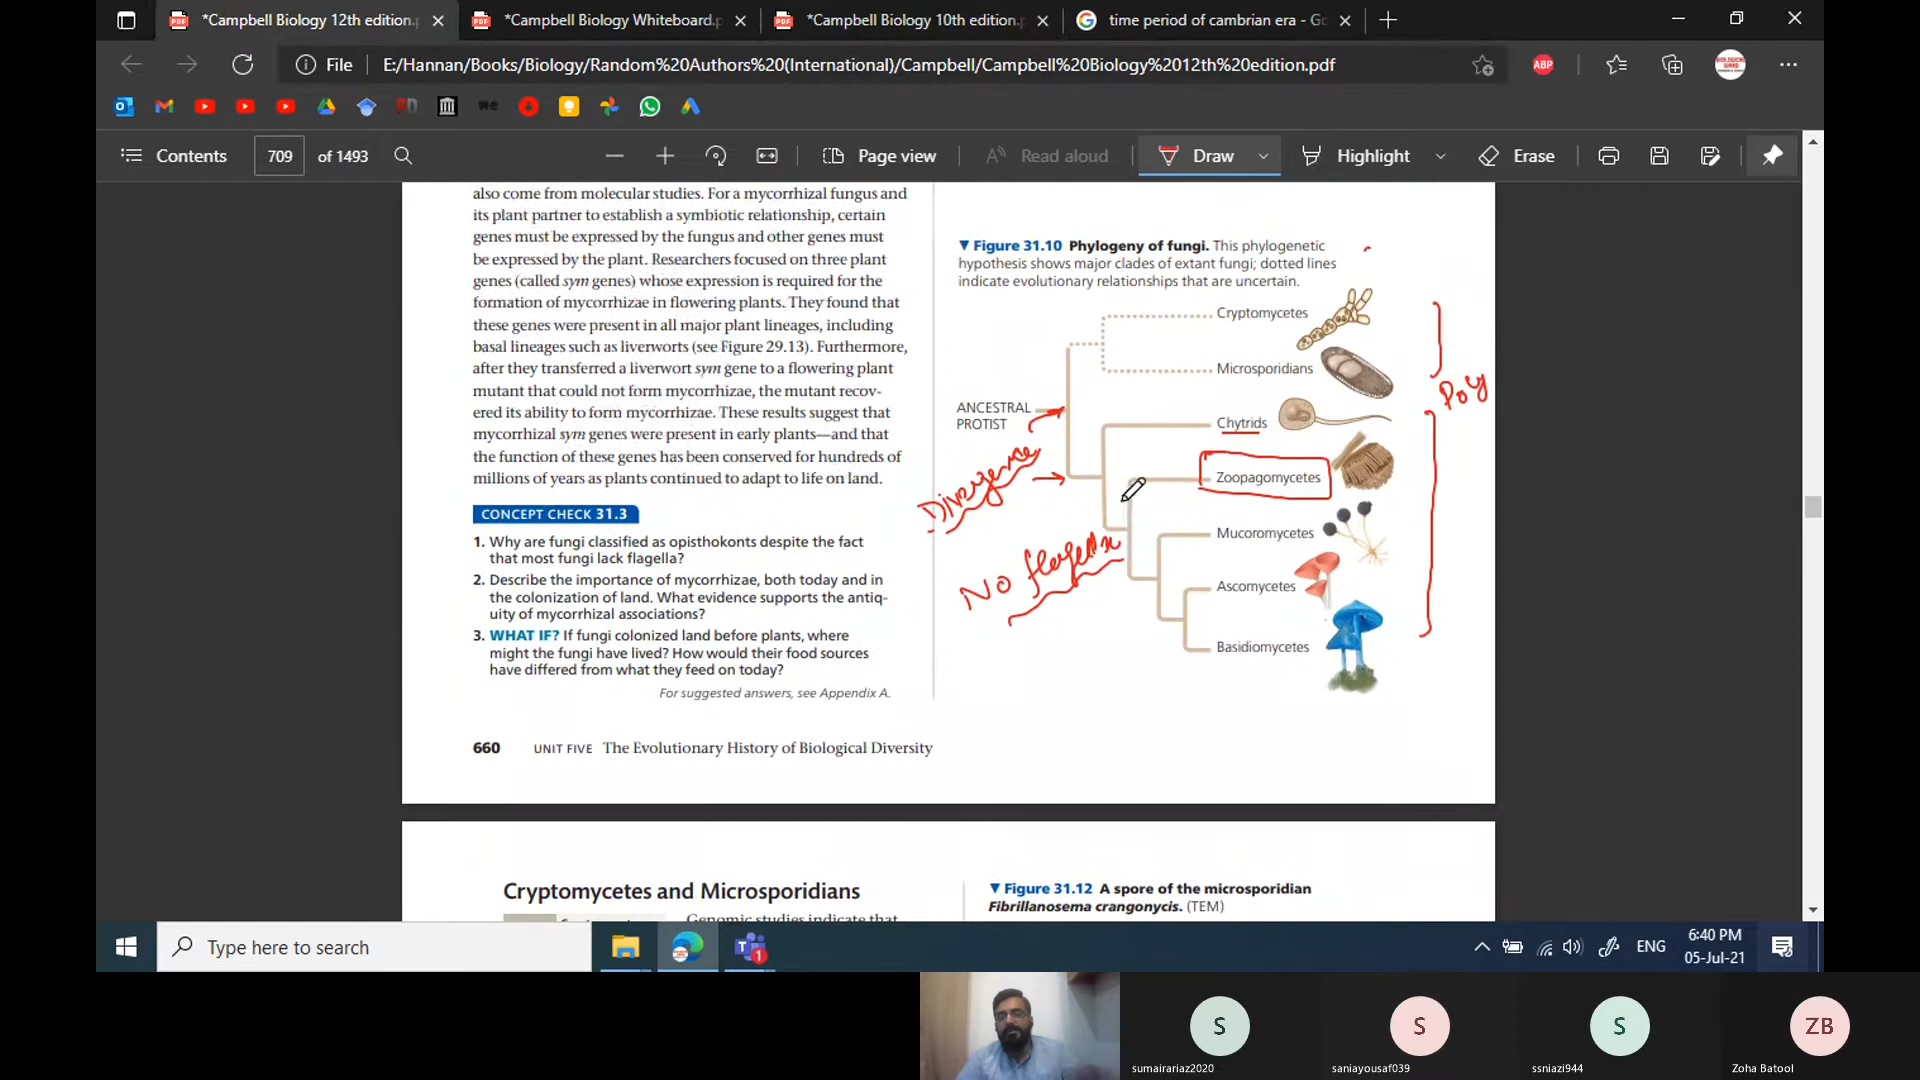 *Campbell Biology 12th edition.
*Campbell Biology Whiteboard.p
*Campbell Biology 10th edition.p
time period of cambrian era - Go
File E:/Hannan/Books/Biology/Random%20Authors%20(International)/Campbell/Campbell%20Biology%2012th%20edition.pdf
ABP
Contents 709 of 1493 Page view Read aloud Draw Highlight Erase
also come from molecular studies. For a mycorrhizal fungus and
its plant partner to establish a symbiotic relationship, certain
genes must be expressed by the fungus and other genes must
be expressed by the plant. Researchers focused on three plant
genes (called sym genes) whose expression is required for the
formation of mycorrhizae in flowering plants. They found that
these genes were present in all major plant lineages, including
basal lineages such as liverworts (see Figure 29.13). Furthermore,
after they transferred a liverwort sym gene to a flowering plant
mutant that could not form mycorrhizae, the mutant recov-
ered its ability to form mycorrhizae. These results suggest that
mycorrhizal sym genes were present in early plants—and that
the function of these genes has been conserved for hundreds of
millions of years as plants continued to adapt to life on land.
CONCEPT CHECK 31.3
1. Why are fungi classified as opisthokonts despite the fact
that most fungi lack flagella?
2. Describe the importance of mycorrhizae, both today and in
the colonization of land. What evidence supports the antiq-
uity of mycorrhizal associations?
3. WHAT IF? If fungi colonized land before plants, where
might the fungi have lived? How would their food sources
have differed from what they feed on today?
For suggested answers, see Appendix A.
▼ Figure 31.10 Phylogeny of fungi. This phylogenetic
hypothesis shows major clades of extant fungi; dotted lines
indicate evolutionary relationships that are uncertain.
Cryptomycetes
Microsporidians
Poy
ANCESTRAL
PROTIST
Chytrids
Divergence
Zoopagomycetes
Mucoromycetes
No flagella
Ascomycetes
Basidiomycetes
660 UNIT FIVE The Evolutionary History of Biological Diversity
Cryptomycetes and Microsporidians
Genomic studies indicate that
▼ Figure 31.12 A spore of the microsporidian
Fibrillanosema crangonycis. (TEM)
Type here to search
1
ENG
6:40 PM
05-Jul-21
S
S
S
ZB
sumairariaz2020
saniayousaf039
ssniazi944
Zoha Batool